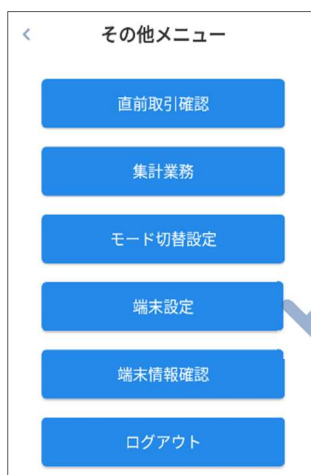 その他メニュー
直前取引確認
集計業務
モード切替設定
端末設定
端末情報確認
ログアウト